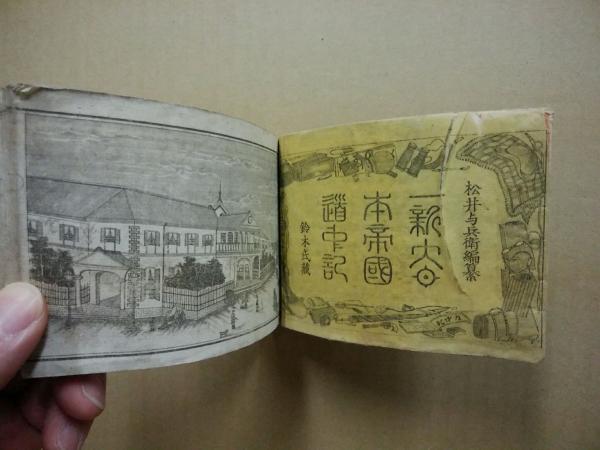 松井与兵衛編纂
一新大日
本帝國
道中記
鈴木氏蔵